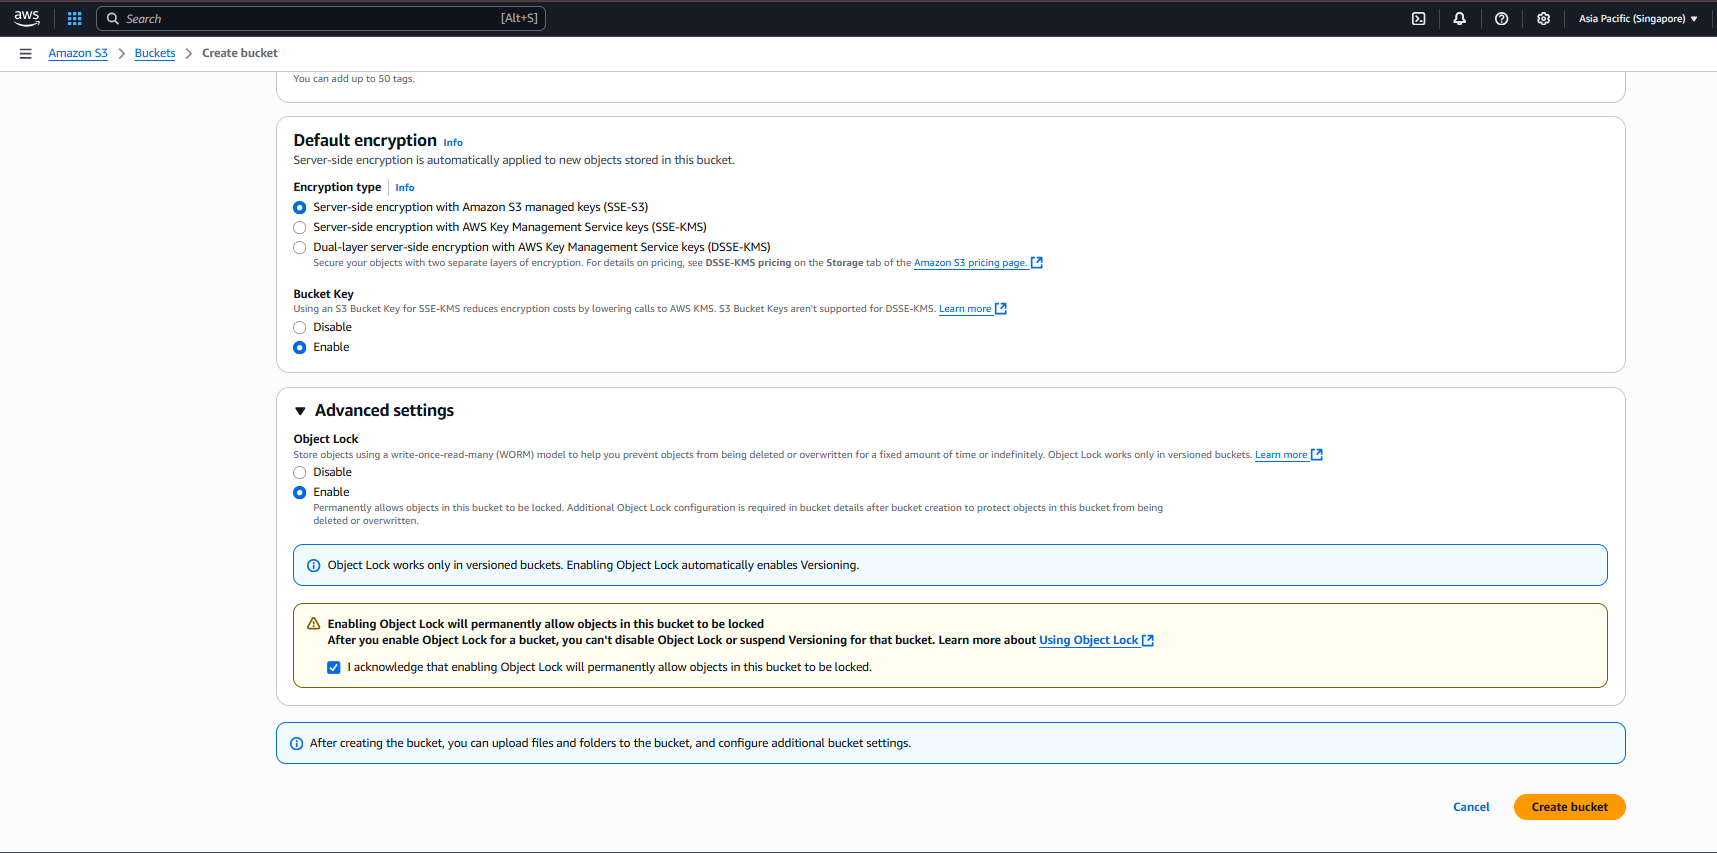 aws
Search [Alt+S] Asia Pacific (Singapore)
Amazon S3 Buckets Create bucket
You can add up to 50 tags.
Default encryption Info
Server-side encryption is automatically applied to new objects stored in this bucket.
Encryption type Info
Server-side encryption with Amazon S3 managed keys (SSE-S3)
Server-side encryption with AWS Key Management Service keys (SSE-KMS)
Dual-layer server-side encryption with AWS Key Management Service keys (DSSE-KMS)
Secure your objects with two separate layers of encryption. For details on pricing, see DSSE-KMS pricing on the Storage tab of the Amazon S3 pricing page.
Bucket Key
Using an S3 Bucket Key for SSE-KMS reduces encryption costs by lowering calls to AWS KMS. S3 Bucket Keys aren't supported for DSSE-KMS. Learn more
Disable
Enable
Advanced settings
Object Lock
Store objects using a write-once-read-many (WORM) model to help you prevent objects from being deleted or overwritten for a fixed amount of time or indefinitely. Object Lock works only in versioned buckets. Learn more
Disable
Enable
Permanently allows objects in this bucket to be locked. Additional Object Lock configuration is required in bucket details after bucket creation to protect objects in this bucket from being
deleted or overwritten.
Object Lock works only in versioned buckets. Enabling Object Lock automatically enables Versioning.
Enabling Object Lock will permanently allow objects in this bucket to be locked
After you enable Object Lock for a bucket, you can't disable Object Lock or suspend Versioning for that bucket. Learn more about Using Object Lock
I acknowledge that enabling Object Lock will permanently allow objects in this bucket to be locked.
After creating the bucket, you can upload files and folders to the bucket, and configure additional bucket settings.
Cancel Create bucket